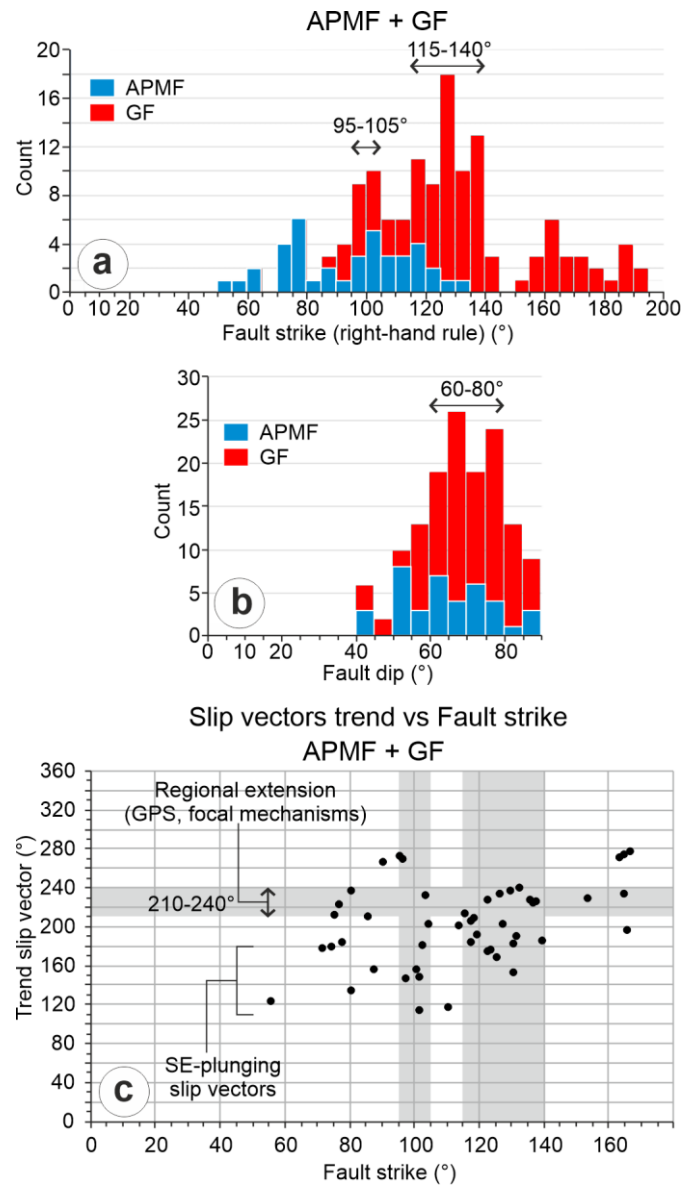 APMF + GF
115-140°
95-105°
APMF
GF
20
16
12
8
4
0
Count
a
0 10 20 40 60 80 100 120 140 160 180 200
Fault strike (right-hand rule) (°)
60-80°
APMF
GF
30
25
20
15
10
5
0
Count
b
0 20 40 60 80
Fault dip (°)
Slip vectors trend vs Fault strike
APMF + GF
360
320
280
240
200
160
120
80
40
0
Trend slip vector (°)
Regional extension
(GPS, focal mechanisms)
210-240°
SE-plunging
slip vectors
c
0 20 40 60 80 100 120 140 160
Fault strike (°)